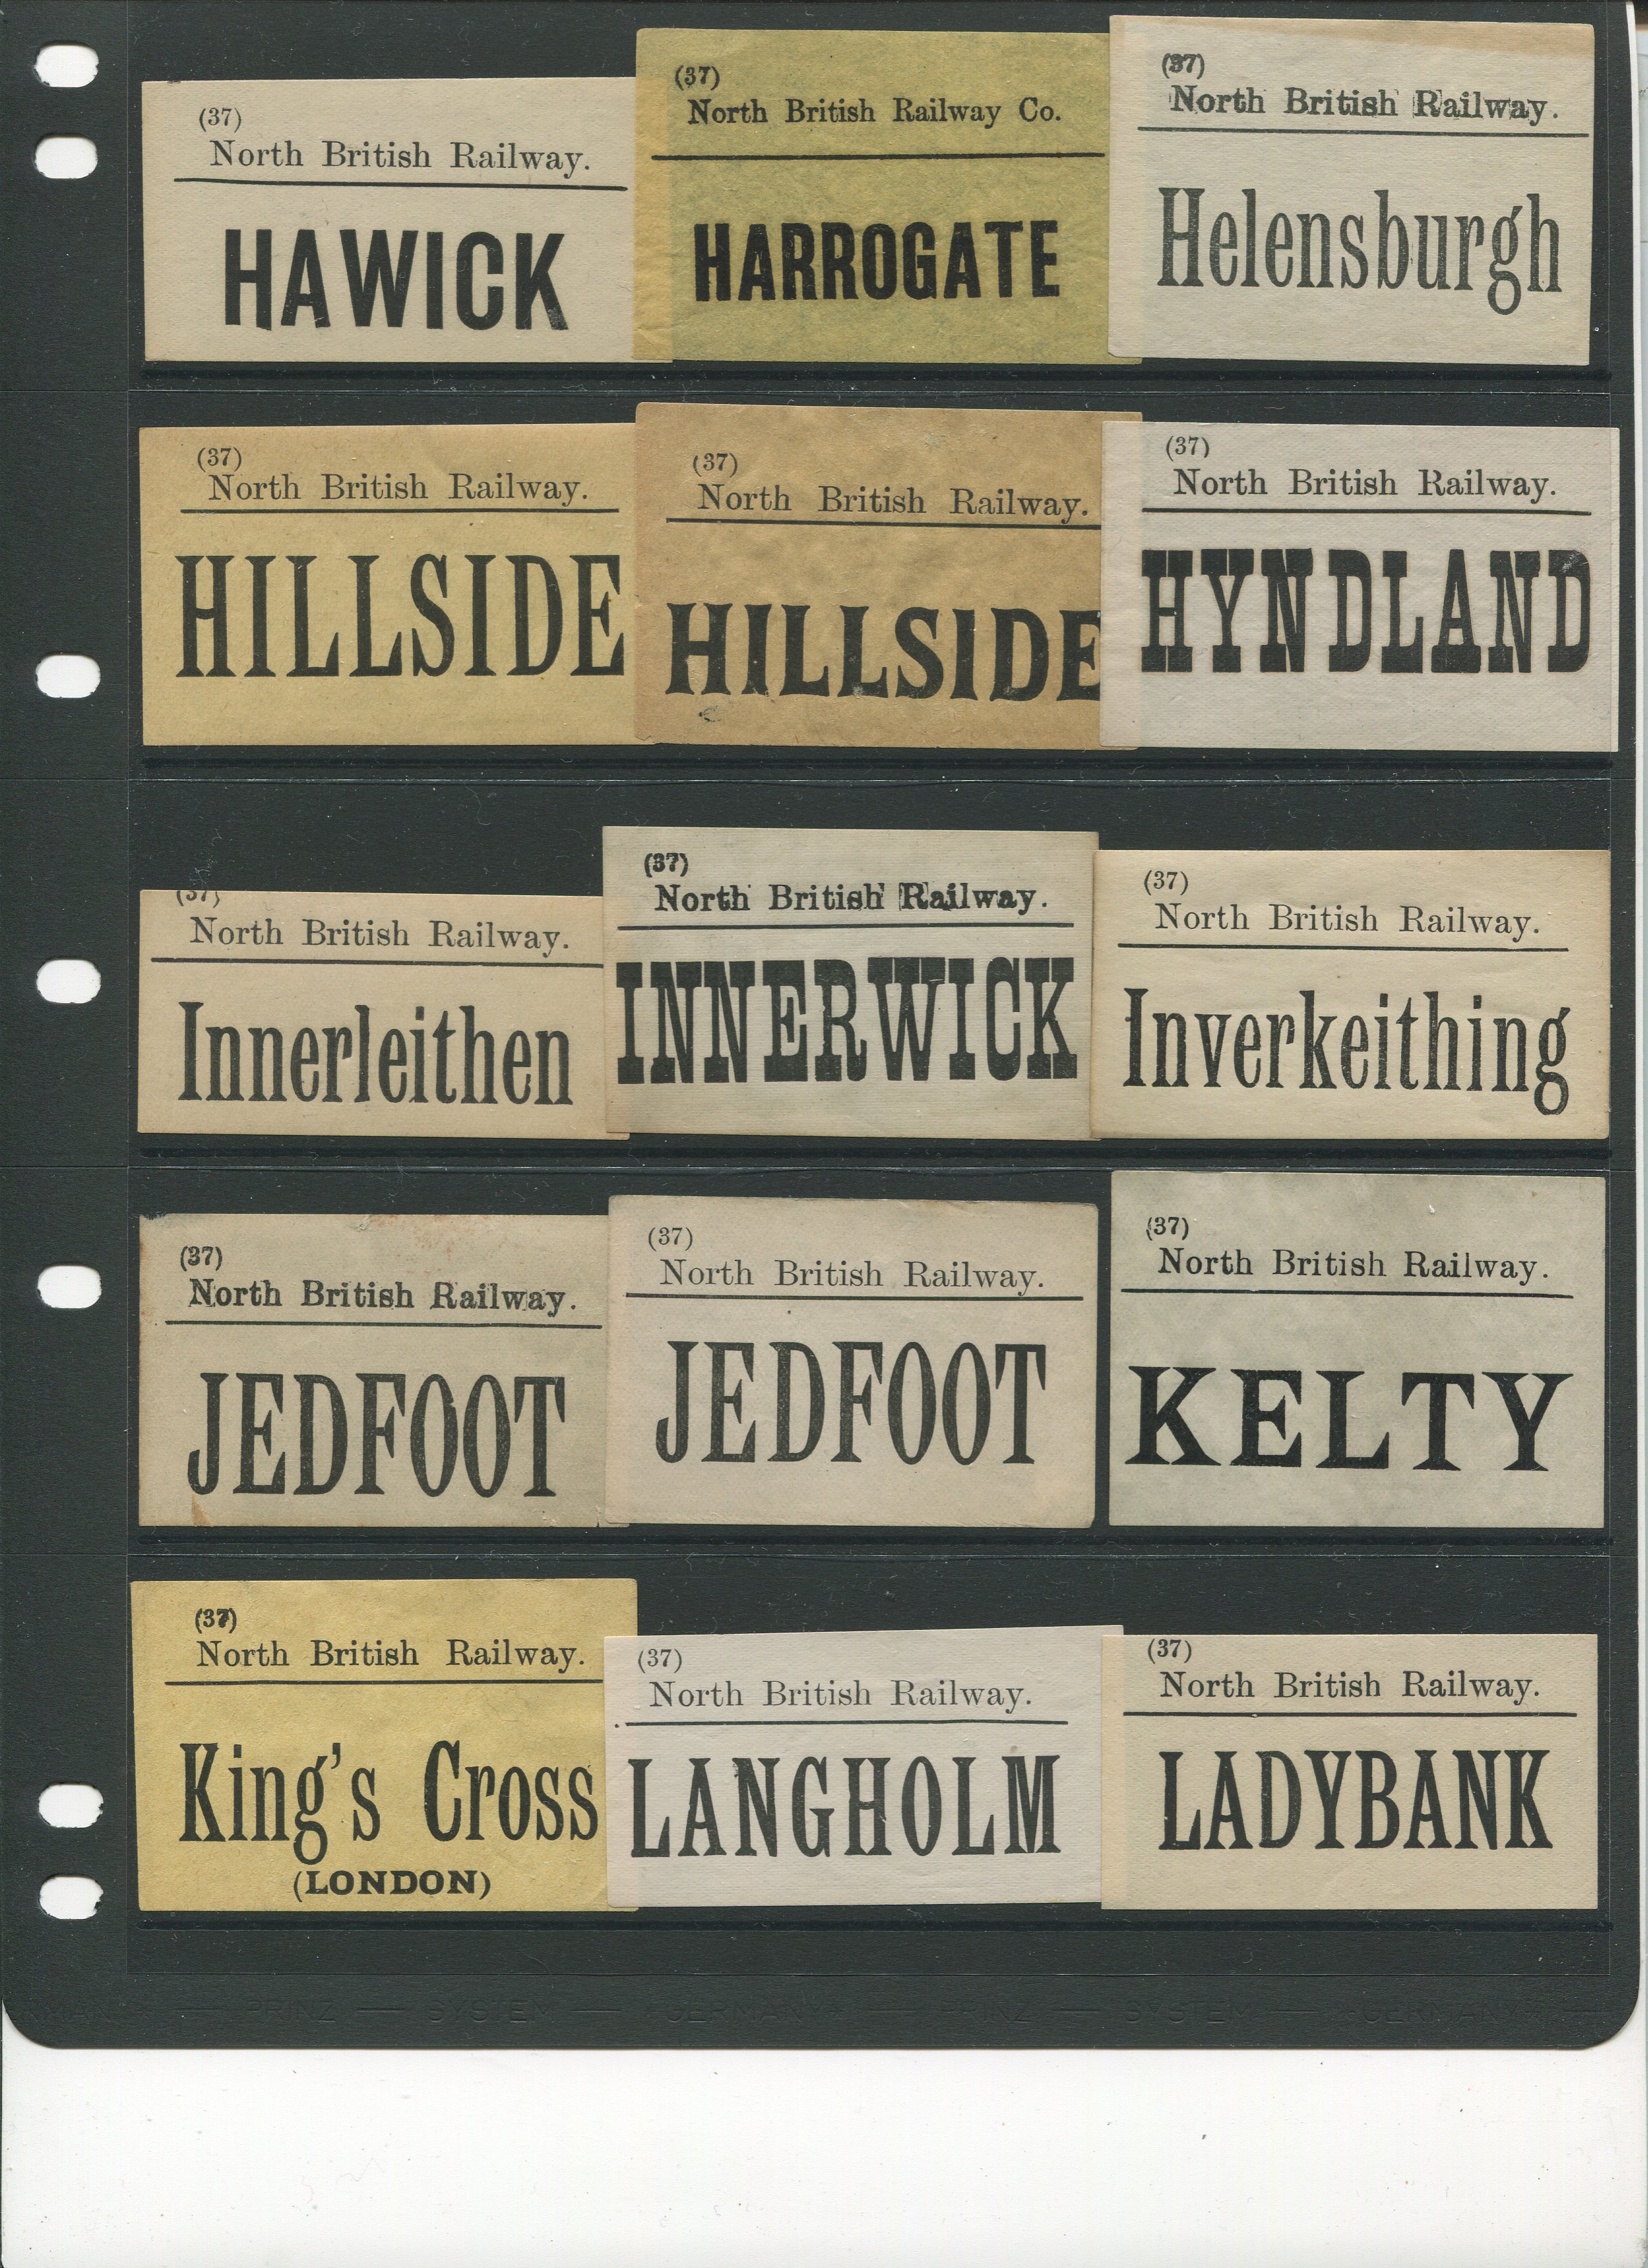 (37)
North British Railway.
HAWICK
(37)
North British Railway Co.
HARROGATE
(37)
North British Railway.
Helensburgh
(37)
North British Railway.
HILLSIDE
(37)
North British Railway.
HILLSIDE
(37)
North British Railway.
HYNDLAND
(37)
North British Railway.
Innerleithen
(37)
North British Railway.
INNERWICK
(37)
North British Railway.
Inverkeithing
(37)
North British Railway.
JEDFOOT
(37)
North British Railway.
JEDFOOT
(37)
North British Railway.
KELTY
(37)
North British Railway.
King's Cross
(LONDON)
(37)
North British Railway.
LANGHOLM
(37)
North British Railway.
LADYBANK
PRINZ — SYSTEM — *GERMANY* — PRINZ — SYSTEM — *GERMANY* —